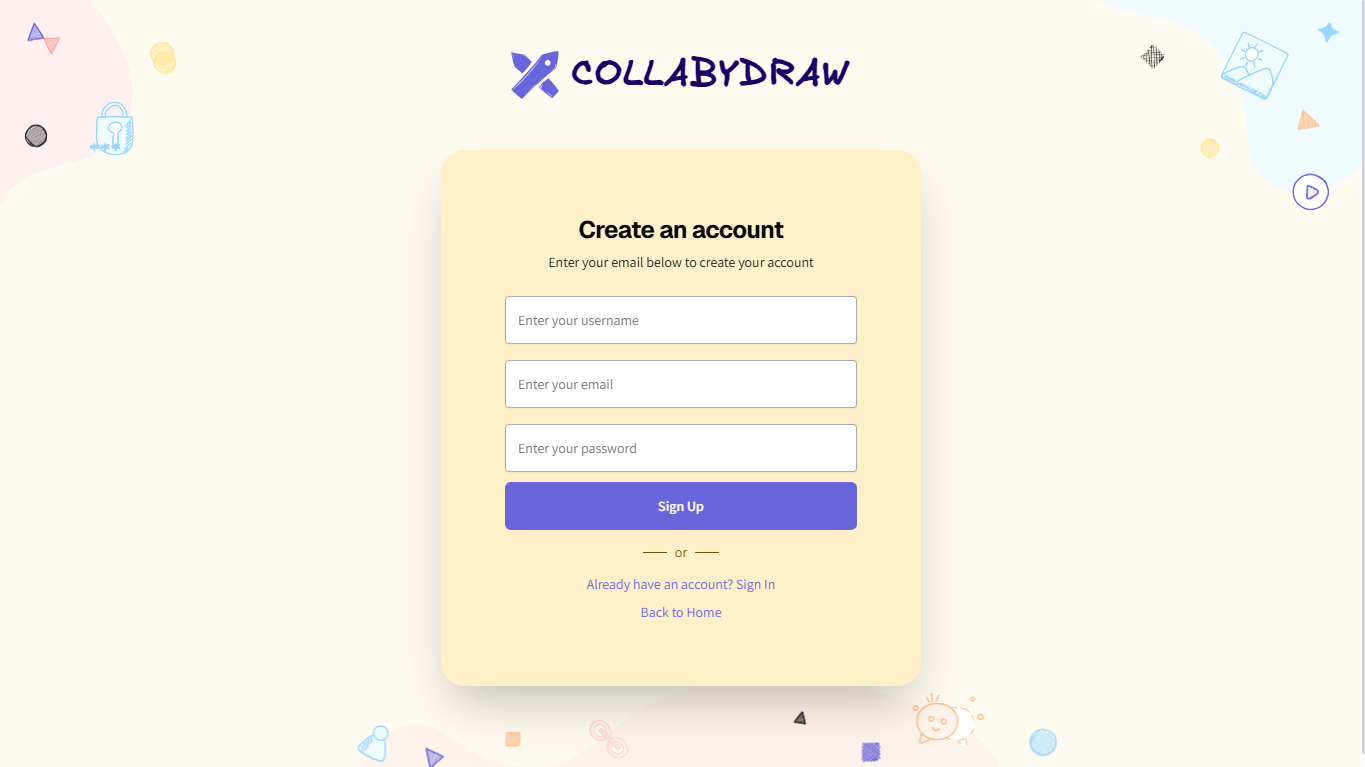 COLLABYDRAW
Create an account
Enter your email below to create your account
Enter your username
Enter your email
Enter your password
Sign Up
or
Already have an account? Sign In
Back to Home